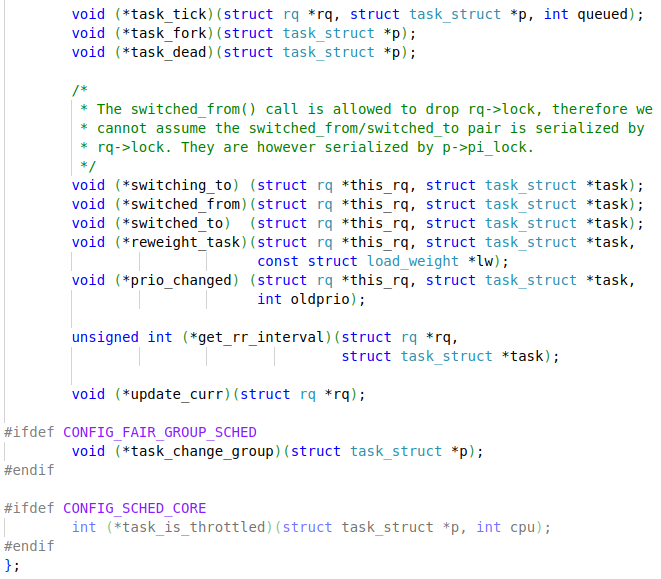 void (*task_tick)(struct rq *rq, struct task_struct *p, int queued);
void (*task_fork)(struct task_struct *p);
void (*task_dead)(struct task_struct *p);
/*
* The switched_from() call is allowed to drop rq->lock, therefore we
* cannot assume the switched_from/switched_to pair is serialized by
* rq->lock. They are however serialized by p->pi_lock.
*/
void (*switching_to) (struct rq *this_rq, struct task_struct *task);
void (*switched_from)(struct rq *this_rq, struct task_struct *task);
void (*switched_to)  (struct rq *this_rq, struct task_struct *task);
void (*reweight_task)(struct rq *this_rq, struct task_struct *task,
const struct load_weight *lw);
void (*prio_changed) (struct rq *this_rq, struct task_struct *task,
int oldprio);
unsigned int (*get_rr_interval)(struct rq *rq,
struct task_struct *task);
void (*update_curr)(struct rq *rq);
#ifdef CONFIG_FAIR_GROUP_SCHED
void (*task_change_group)(struct task_struct *p);
#endif
#ifdef CONFIG_SCHED_CORE
int (*task_is_throttled)(struct task_struct *p, int cpu);
#endif
};